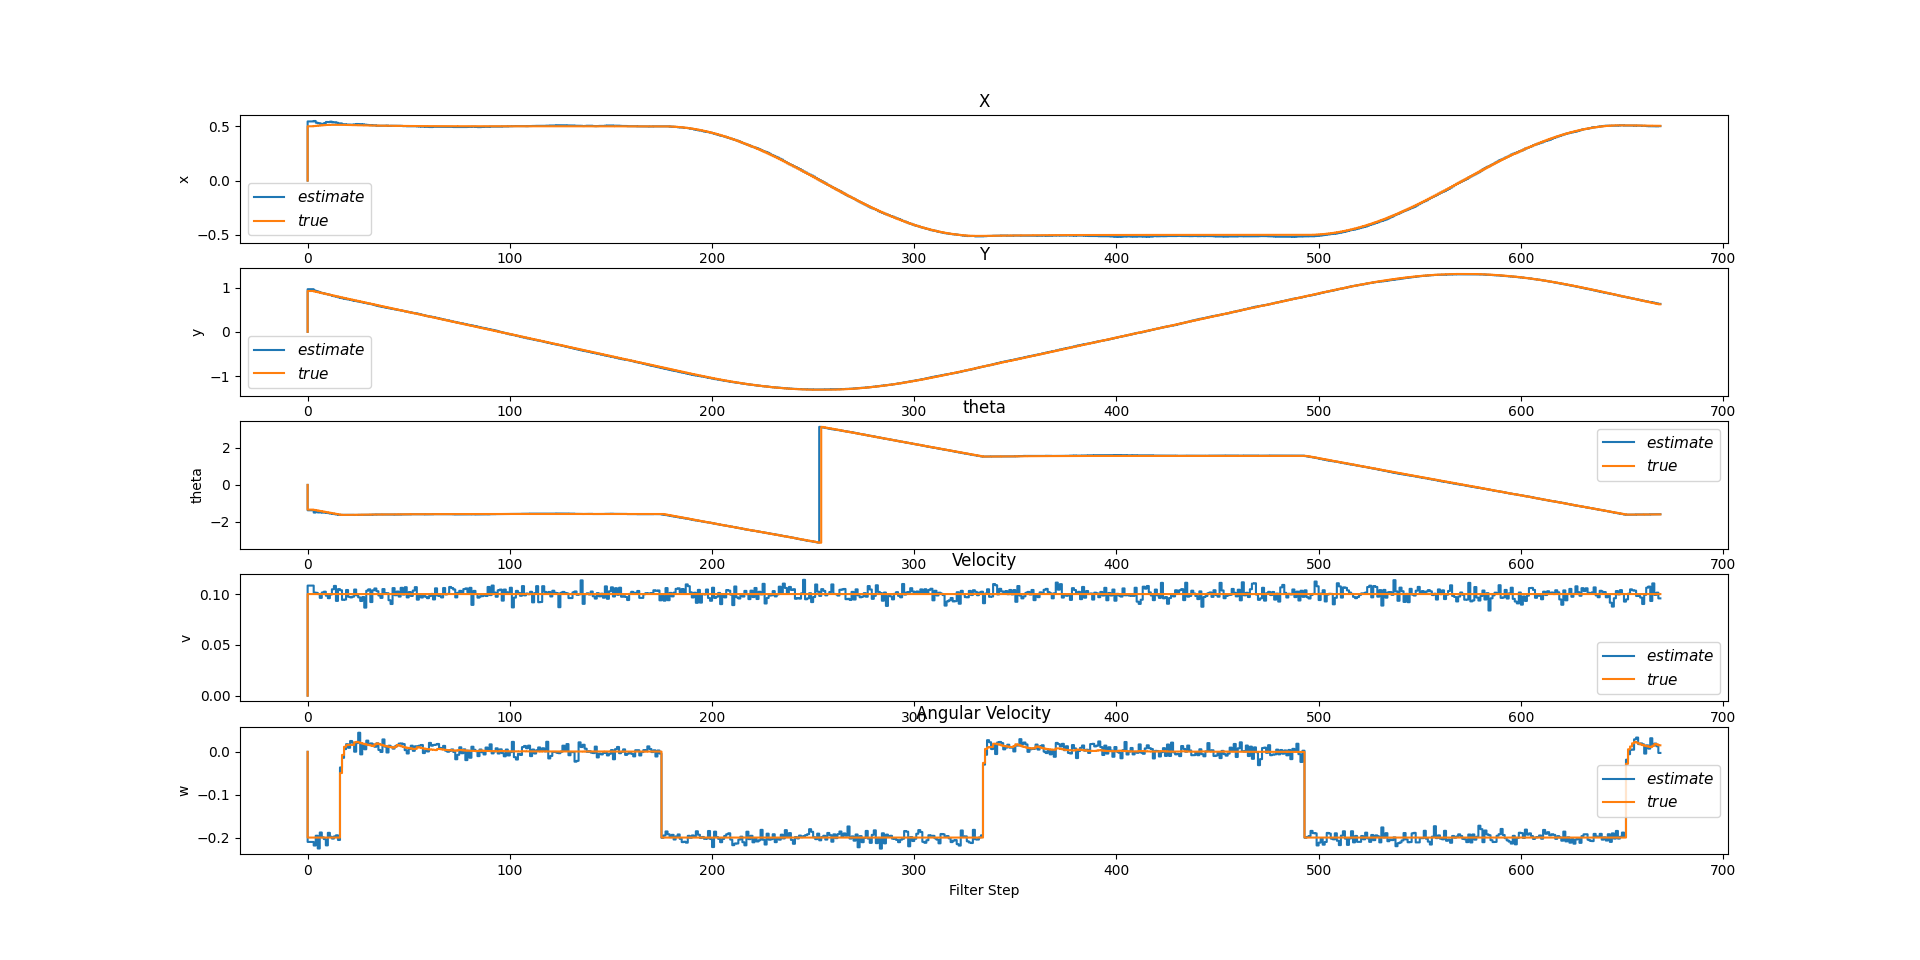 X
0.5
0.0
−0.5
x
estimate
true
0 100 200 300 400 500 600 700
Y
1
0
−1
y
estimate
true
0 100 200 300 400 500 600 700
theta
2
0
−2
theta
estimate
true
0 100 200 300 400 500 600 700
Velocity
0.10
0.05
0.00
v
estimate
true
0 100 200 300 400 500 600 700
Angular Velocity
0.0
−0.1
−0.2
w
estimate
true
0 100 200 300 400 500 600 700
Filter Step